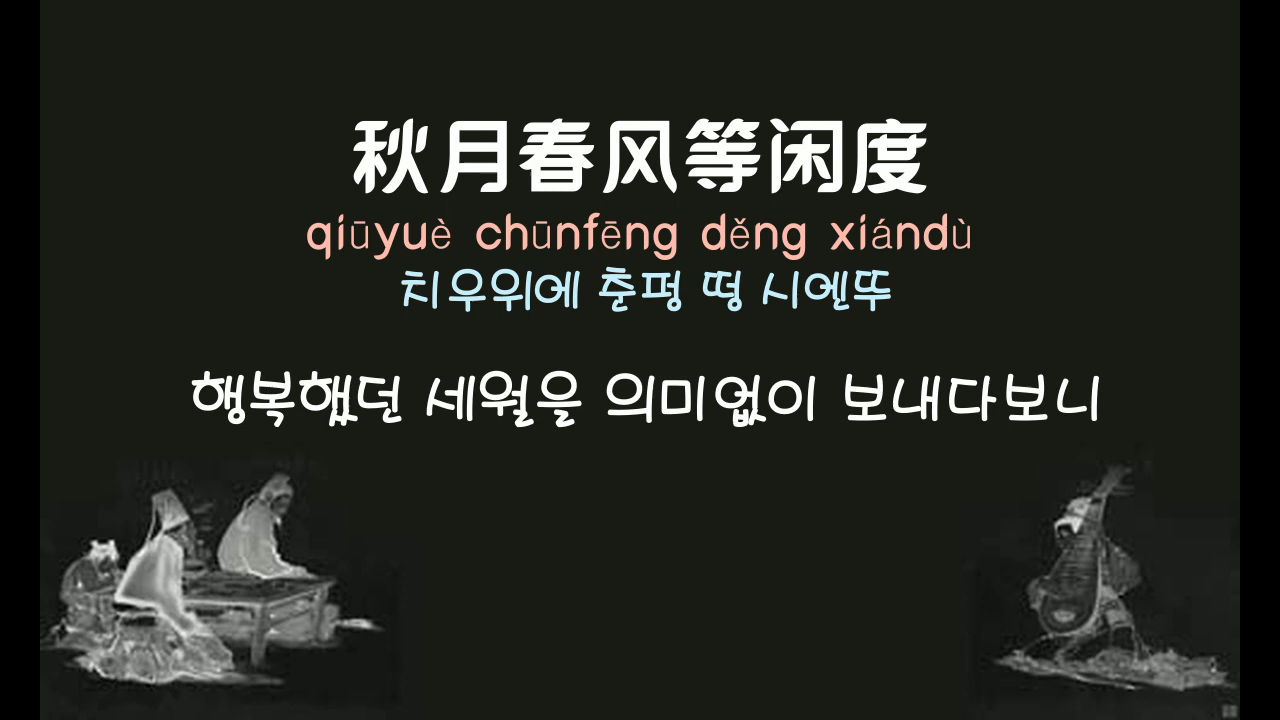 秋月春风等闲度
qiūyuè chūnfēng děng xiándù
치우위에 춘펑 떵 시엔뚜
행복했던 세월을 의미없이 보내다보니